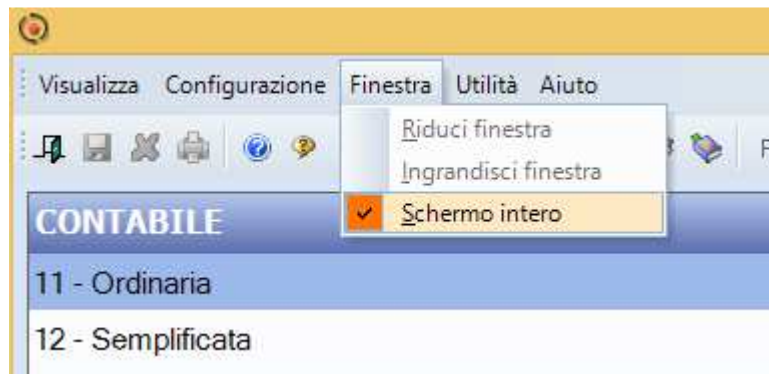 Visualizza Configurazione Finestra Utilità Aiuto
Riduci finestra
Ingrandisci finestra
Schermo intero
CONTABILE
11 - Ordinaria
12 - Semplificata